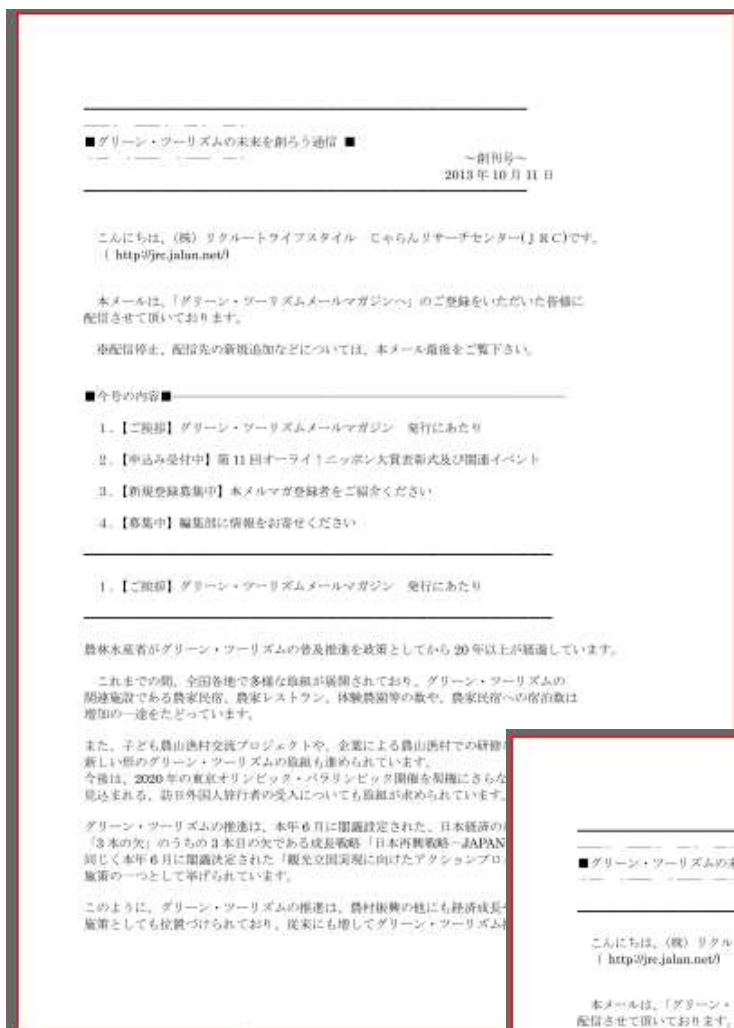 ■グリーン・ツーリズムの未来を創ろう通信 ■
~創刊号~
2013 年 10 月 11 日
こんにちは、(株) リクルートライフスタイル じゃらんリサーチセンター(J R C)です。
( http://jrc.jalan.net/)
本メールは、「グリーン・ツーリズムメールマガジンへ」のご登録をいただいた皆様に
配信させて頂いております。
※配信停止、配信先の新規追加などについては、本メール最後をご覧下さい。
■今号の内容■
1.【ご挨拶】グリーン・ツーリズムメールマガジン 発行にあたり
2.【申込み受付中】第 11 回オーライ!ニッポン大賞表彰式及び関連イベント
3.【新規登録募集中】本メルマガ登録者をご紹介ください
4.【募集中】編集部に情報をお寄せください
1.【ご挨拶】グリーン・ツーリズムメールマガジン 発行にあたり
農林水産省がグリーン・ツーリズムの普及推進を政策としてから 20 年以上が経過しています。
これまでの間、全国各地で多様な取組が展開されており、グリーン・ツーリズムの
関連施設である農家民宿、農家レストラン、体験農園等の数や、農家民宿への宿泊数は
増加の一途をたどっています。
また、子ども農山漁村交流プロジェクトや、企業による農山漁村での研修
新しい形のグリーン・ツーリズムの取組も進められています。
今後は、2020 年の東京オリンピック・パラリンピック開催を契機にさらな
見込まれる、訪日外国人旅行者の受入についても取組が求められています。
グリーン・ツーリズムの推進は、本年 6 月に閣議設定された、日本経済の
「3 本の矢」のうちの 3 本目の矢である成長戦略「日本再興戦略−JAPAN
同じく本年 6 月に閣議決定された「観光立国実現に向けたアクションプロ
施策の一つとして挙げられています。
このように、グリーン・ツーリズムの推進は、農村振興の他にも経済成長
施策としても位置づけられており、従来にも増してグリーン・ツーリズム
■グリーン・ツーリズムの
こんにちは、(株) リクル
( http://jrc.jalan.net/)
本メールは、「グリーン・
配信させて頂いております。